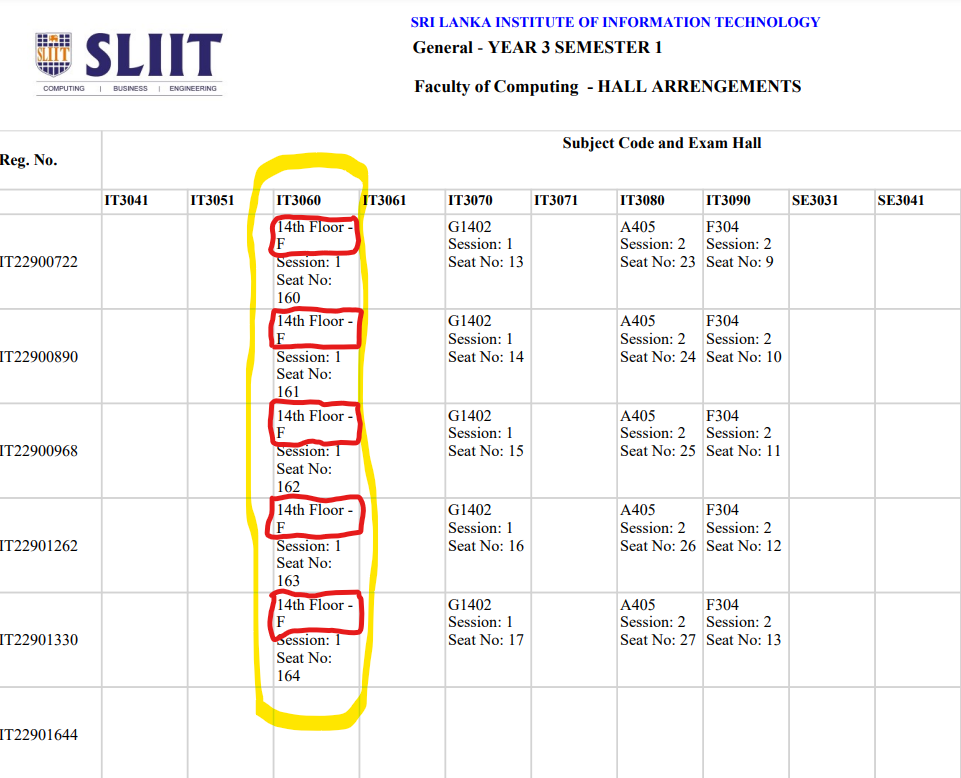 SRI LANKA INSTITUTE OF INFORMATION TECHNOLOGY
General - YEAR 3 SEMESTER 1
Faculty of Computing - HALL ARRENGEMENTS
SLIIT
SLIIT
COMPUTING | BUSINESS | ENGINEERING
Reg. No.
Subject Code and Exam Hall
IT3041 IT3051 IT3060 IT3061 IT3070 IT3071 IT3080 IT3090 SE3031 SE3041
IT22900722
14th Floor -
F
Session: 1
Seat No:
160
G1402
Session: 1
Seat No: 13
A405
Session: 2
Seat No: 23
F304
Session: 2
Seat No: 9
IT22900890
14th Floor -
F
Session: 1
Seat No:
161
G1402
Session: 1
Seat No: 14
A405
Session: 2
Seat No: 24
F304
Session: 2
Seat No: 10
IT22900968
14th Floor -
F
Session: 1
Seat No:
162
G1402
Session: 1
Seat No: 15
A405
Session: 2
Seat No: 25
F304
Session: 2
Seat No: 11
IT22901262
14th Floor -
F
Session: 1
Seat No:
163
G1402
Session: 1
Seat No: 16
A405
Session: 2
Seat No: 26
F304
Session: 2
Seat No: 12
IT22901330
14th Floor -
F
Session: 1
Seat No:
164
G1402
Session: 1
Seat No: 17
A405
Session: 2
Seat No: 27
F304
Session: 2
Seat No: 13
IT22901644